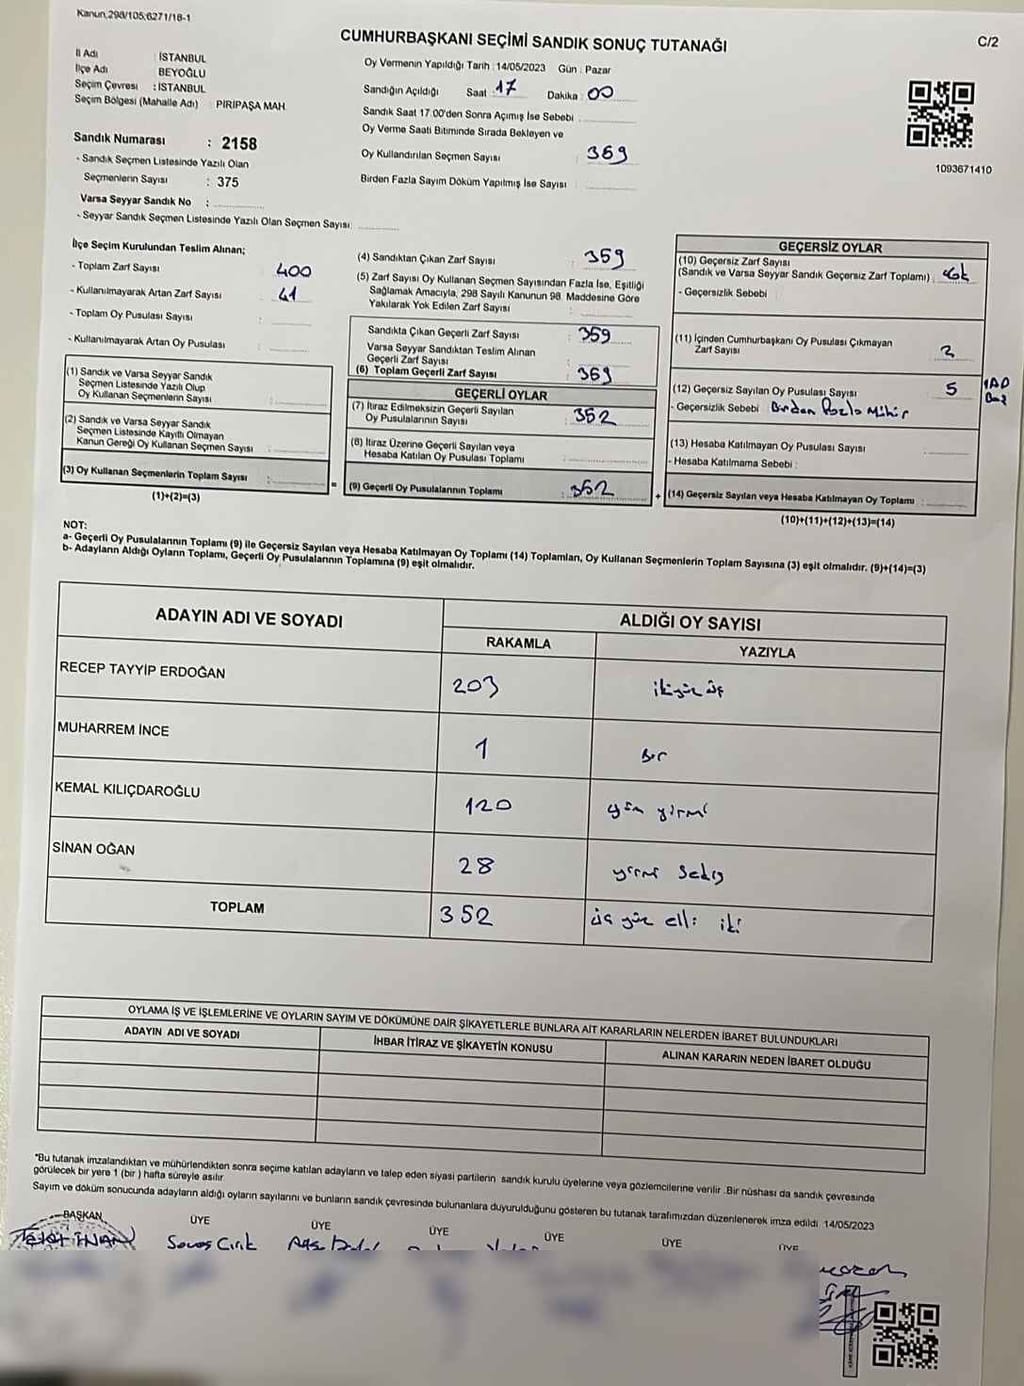 Kanun,298/105;6271/18-1
CUMHURBAŞKANI SEÇİMİ SANDIK SONUÇ TUTANAĞI
C/2
İl Adı : İSTANBUL
İlçe Adı : BEYOĞLU
Seçim Çevresi : İSTANBUL
Seçim Bölgesi (Mahalle Adı) : PİRİPAŞA MAH.
Sandık Numarası : 2158
- Sandık Seçmen Listesinde Yazılı Olan
Seçmenlerin Sayısı : 375
Varsa Seyyar Sandık No :
- Seyyar Sandık Seçmen Listesinde Yazılı Olan Seçmen Sayısı:
Oy Vermenin Yapıldığı Tarih : 14/05/2023 Gün : Pazar
Sandığın Açıldığı Saat : 17 Dakika : 00
Sandık Saat 17:00'den Sonra Açımış İse Sebebi :
Oy Verme Saati Bitiminde Sırada Bekleyen ve
Oy Kullandırılan Seçmen Sayısı : 359
Birden Fazla Sayım Döküm Yapılmış İse Sayısı :
1093671410
İlçe Seçim Kurulundan Teslim Alınan;
- Toplam Zarf Sayısı : 400
- Kullanılmayarak Artan Zarf Sayısı : 41
- Toplam Oy Pusulası Sayısı :
- Kullanılmayarak Artan Oy Pusulası :
(1) Sandık ve Varsa Seyyar Sandık
Seçmen Listesinde Yazılı Olup
Oy Kullanan Seçmenlerin Sayısı :
(2) Sandık ve Varsa Seyyar Sandık
Seçmen Listesinde Kayıtlı Olmayan
Kanun Gereği Oy Kullanan Seçmen Sayısı :
(3) Oy Kullanan Seçmenlerin Toplam Sayısı :
(1)+(2)=(3)
=
(4) Sandıktan Çıkan Zarf Sayısı : 359
(5) Zarf Sayısı Oy Kullanan Seçmen Sayısından Fazla İse, Eşitliği
Sağlamak Amacıyla, 298 Sayılı Kanunun 98. Maddesine Göre
Yakılarak Yok Edilen Zarf Sayısı :
Sandıkta Çıkan Geçerli Zarf Sayısı : 359
Varsa Seyyar Sandıktan Teslim Alınan
Geçerli Zarf Sayısı :
(6) Toplam Geçerli Zarf Sayısı : 359
GEÇERLİ OYLAR
(7) İtiraz Edilmeksizin Geçerli Sayılan
Oy Pusulalarının Sayısı : 352
(8) İtiraz Üzerine Geçerli Sayılan veya
Hesaba Katılan Oy Pusulası Toplamı :
(9) Geçerli Oy Pusulalarının Toplamı : 352
+
GEÇERSİZ OYLAR
(10) Geçersiz Zarf Sayısı
(Sandık ve Varsa Seyyar Sandık Geçersiz Zarf Toplamı) : Yok
- Geçersizlik Sebebi :
(11) İçinden Cumhurbaşkanı Oy Pusulası Çıkmayan
Zarf Sayısı : 2
(12) Geçersiz Sayılan Oy Pusulası Sayısı : 5
- Geçersizlik Sebebi : Birden Fazla Mühür
(13) Hesaba Katılmayan Oy Pusulası Sayısı :
- Hesaba Katılmama Sebebi :
(14) Geçersiz Sayılan veya Hesaba Katılmayan Oy Toplamı :
(10)+(11)+(12)+(13)=(14)
NOT:
a- Geçerli Oy Pusulalarının Toplamı (9) ile Geçersiz Sayılan veya Hesaba Katılmayan Oy Toplamı (14) Toplamları, Oy Kullanan Seçmenlerin Toplam Sayısına (3) eşit olmalıdır. (9)+(14)=(3)
b- Adayların Aldığı Oyların Toplamı, Geçerli Oy Pusulalarının Toplamına (9) eşit olmalıdır.
ADAYIN ADI VE SOYADI
ALDIĞI OY SAYISI
RAKAMLA YAZIYLA
RECEP TAYYİP ERDOĞAN 203 ikiyüz üç
MUHARREM İNCE 1 Bir
KEMAL KILIÇDAROĞLU 120 yüz yirmi
SİNAN OĞAN 28 yirmi Sekiz
TOPLAM 352 üç yüz elli iki
OYLAMA İŞ VE İŞLEMLERİNE VE OYLARIN SAYIM VE DÖKÜMÜNE DAİR ŞİKAYETLERLE BUNLARA AİT KARARLARIN NELERDEN İBARET BULUNDUKLARI
ADAYIN ADI VE SOYADI
İHBAR İTİRAZ VE ŞİKAYETİN KONUSU
ALINAN KARARIN NEDEN İBARET OLDUĞU
*Bu tutanak imzalandıktan ve mühürlendikten sonra seçime katılan adayların ve talep eden siyasi partilerin sandık kurulu üyelerine veya gözlemcilerine verilir. Bir nüshası da sandık çevresinde
görülecek bir yere 1 (bir ) hafta süreyle asılır.
Sayım ve döküm sonucunda adayların aldığı oyların sayılarını ve bunların sandık çevresinde bulunanlara duyurulduğunu gösteren bu tutanak tarafımızdan düzenlenerek imza edildi. 14/05/2023
BAŞKAN ÜYE ÜYE ÜYE ÜYE ÜYE ÜYE
Savaş Cırık